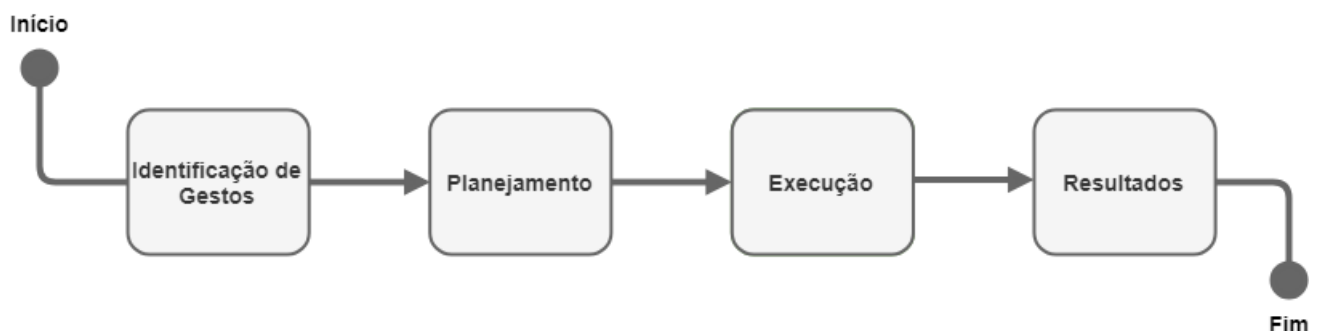 Início
Identificação de
Gestos
Planejamento
Execução
Resultados
Fim